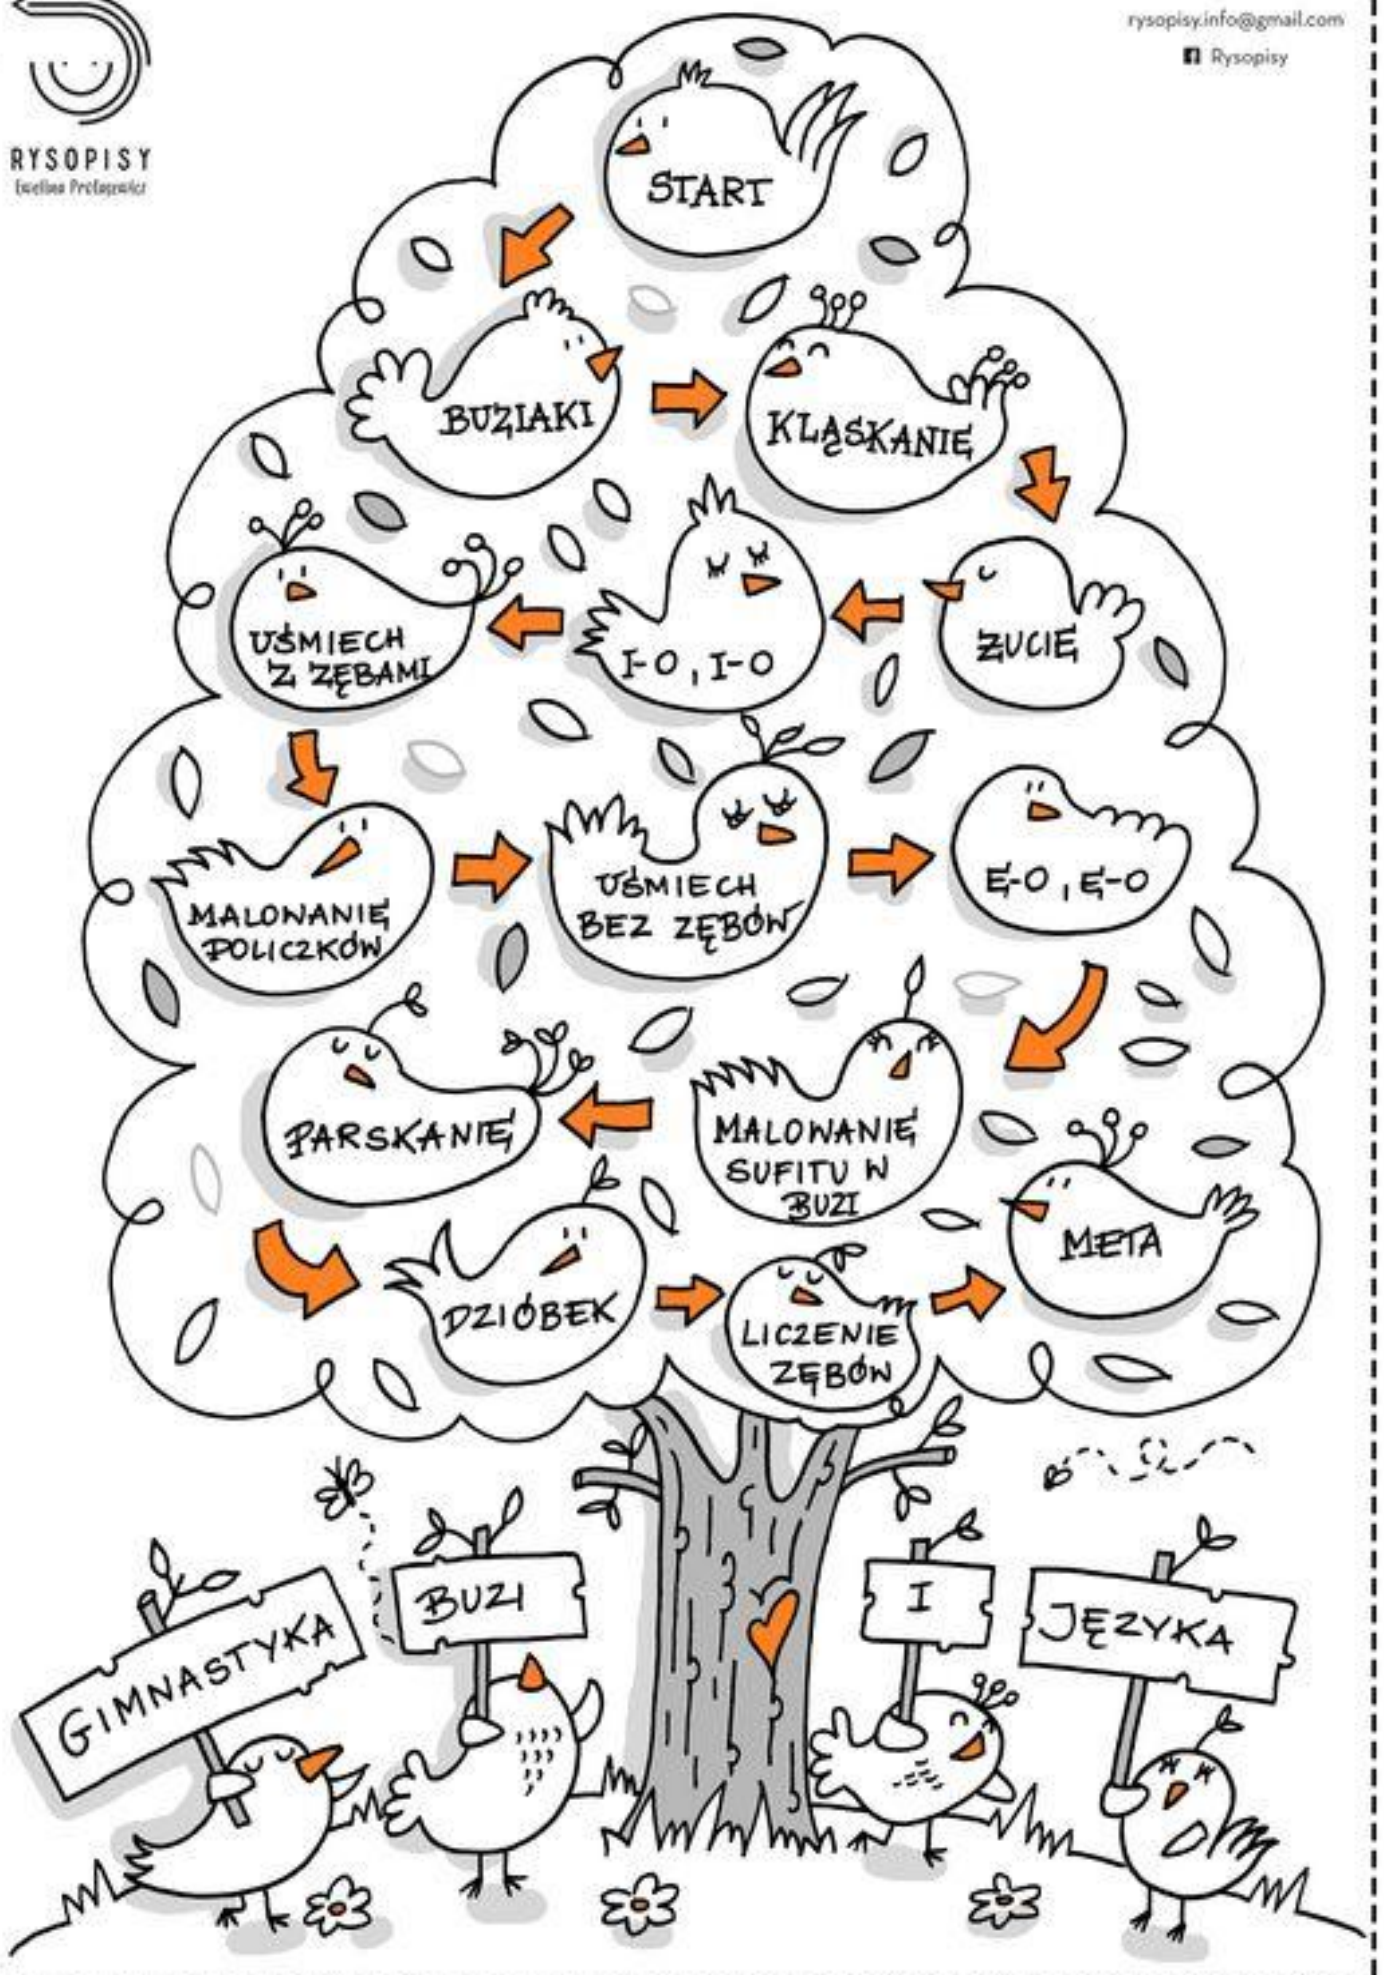 rysopisy.info@gmail.com
Rysopisy
RYSOPISY
START
BUZIAKI
KLĄSKANIE
ŻUCIE
I-O, I-O
UŚMIECH
Z ZĘBAMI
MALOWANIE
POLICZKÓW
UŚMIECH
BEZ ZĘBÓW
E-O, E-O
MALOWANIE
SUFITU W
BUZI
PARSKANIE
DZIÓBEK
LICZENIE
ZĘBÓW
META
GIMNASTYKA
BUZI
I
JĘZYKA